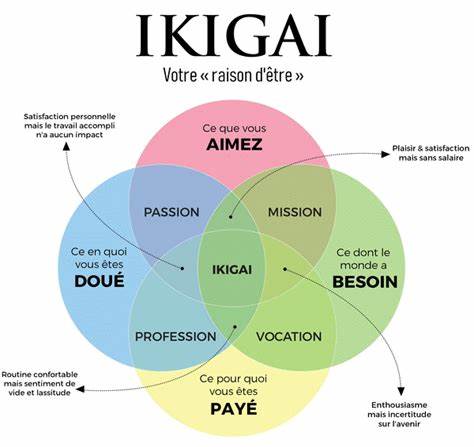 IKIGAI
Votre « raison d'être »
Satisfaction personnelle
mais le travail accompli
n'a aucun impact
Ce que vous
AIMEZ
Plaisir & satisfaction
mais sans salaire
PASSION
MISSION
Ce en quoi
vous êtes
DOUÉ
IKIGAI
Ce dont le
monde a
BESOIN
PROFESSION
VOCATION
Routine confortable
mais sentiment de
vide et lassitude
Ce pour quoi
vous êtes
PAYÉ
Enthousiasme
mais incertitude
sur l'avenir